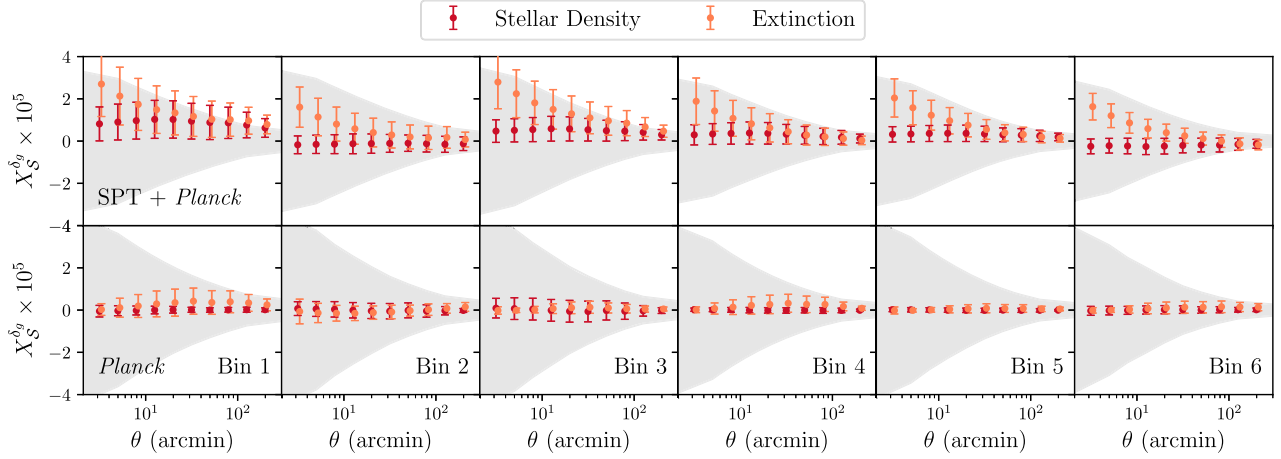 Stellar Density Extinction
4
2
0
−2
−4
X_S^{δ_g} × 10^5
SPT + Planck
2
0
−2
−4
X_S^{δ_g} × 10^5
Planck Bin 1 Bin 2 Bin 3 Bin 4 Bin 5 Bin 6
10^1 10^2 10^1 10^2 10^1 10^2 10^1 10^2 10^1 10^2 10^1 10^2
θ (arcmin) θ (arcmin) θ (arcmin) θ (arcmin) θ (arcmin) θ (arcmin)